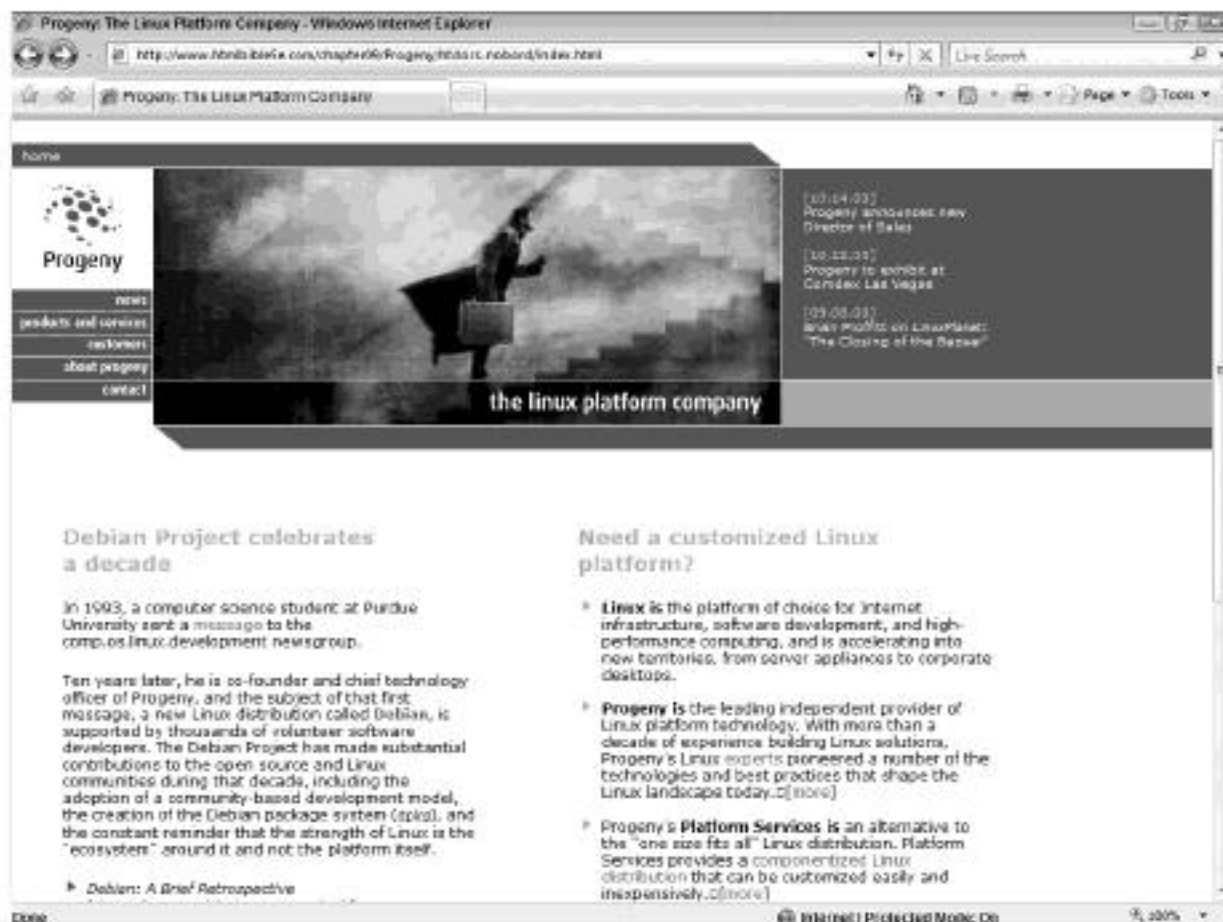 Progeny: The Linux Platform Company - Windows Internet Explorer
Live Search
Progeny: The Linux Platform Company
Page
Tools
home
Progeny
news
products and services
customers
about progeny
contact
the linux platform company
Progeny announces new
Director of Sales
Progeny to exhibit at
Comdex Las Vegas
Brian Proffitt on LinuxPlanet:
"The Closing of the Bazaar"
Debian Project celebrates
a decade
In 1993, a computer science student at Purdue
University sent a message to the
comp.os.linux.development newsgroup.
Ten years later, he is co-founder and chief technology
officer of Progeny, and the subject of that first
message, a new Linux distribution called Debian, is
supported by thousands of volunteer software
developers. The Debian Project has made substantial
contributions to the open source and Linux
communities during that decade, including the
adoption of a community-based development model,
the creation of the Debian package system (dpkg), and
the constant reminder that the strength of Linux is the
"ecosystem" around it and not the platform itself.
Debian: A Brief Retrospective
Need a customized Linux
platform?
Linux is the platform of choice for Internet
infrastructure, software development, and high-
performance computing, and is accelerating into
new territories, from server appliances to corporate
desktops.
Progeny is the leading independent provider of
Linux platform technology. With more than a
decade of experience building Linux solutions,
Progeny's Linux experts pioneered a number of the
technologies and best practices that shape the
Linux landscape today. [more]
Progeny's Platform Services is an alternative to
the "one size fits all" Linux distribution. Platform
Services provides a componentized Linux
distribution that can be customized easily and
inexpensively. [more]
Done
Internet | Protected Mode: On
100%